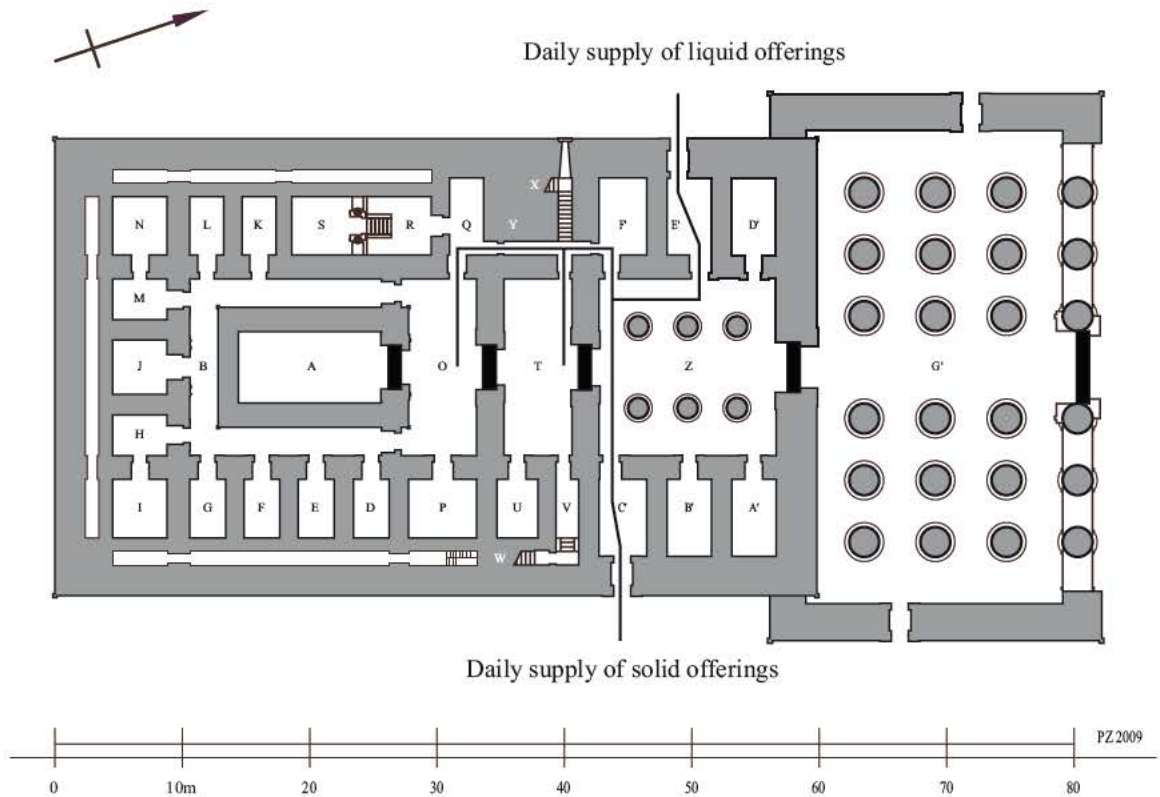 Daily supply of liquid offerings
X
N L K S R Q Y F' E' D'
M
J B A O T Z G'
H
I G F E D P U V C' B' A'
W
Daily supply of solid offerings
PZ 2009
0 10m 20 30 40 50 60 70 80